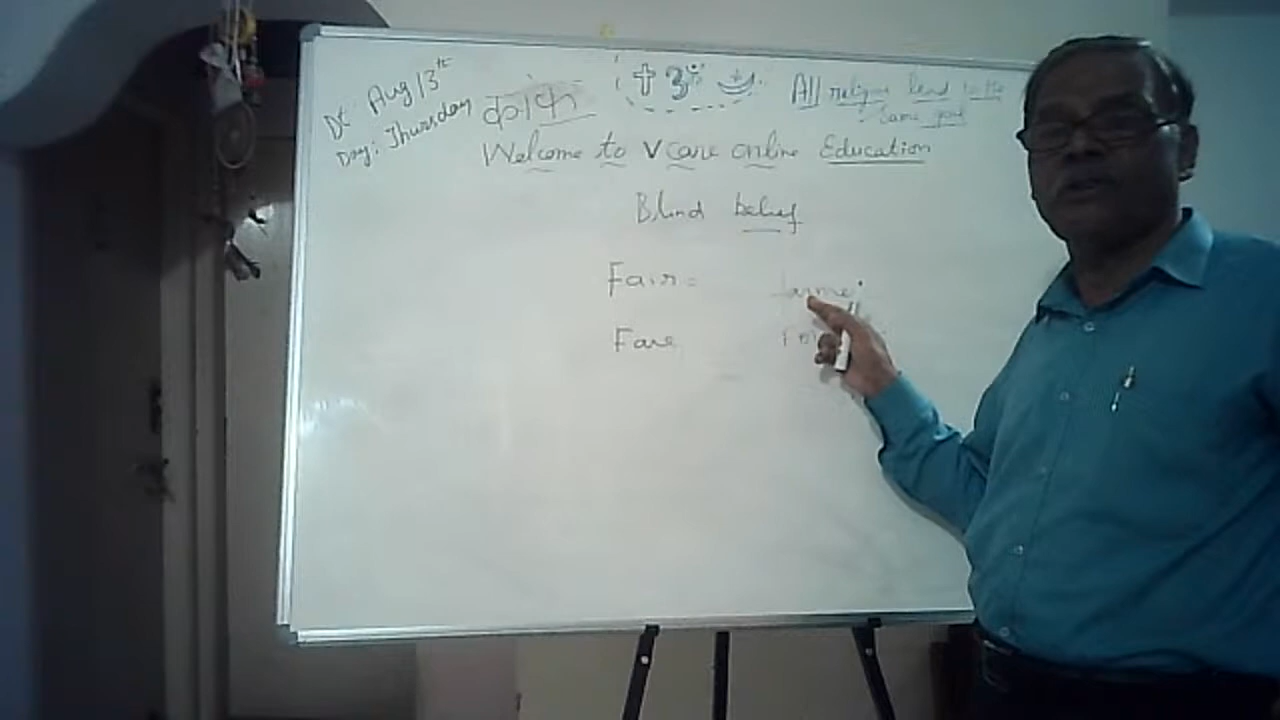 Dt Aug 13th
Day: Thursday
All religious lead to the
Same goal
Welcome to V care online Education
Blind belief
Fair =
Fare